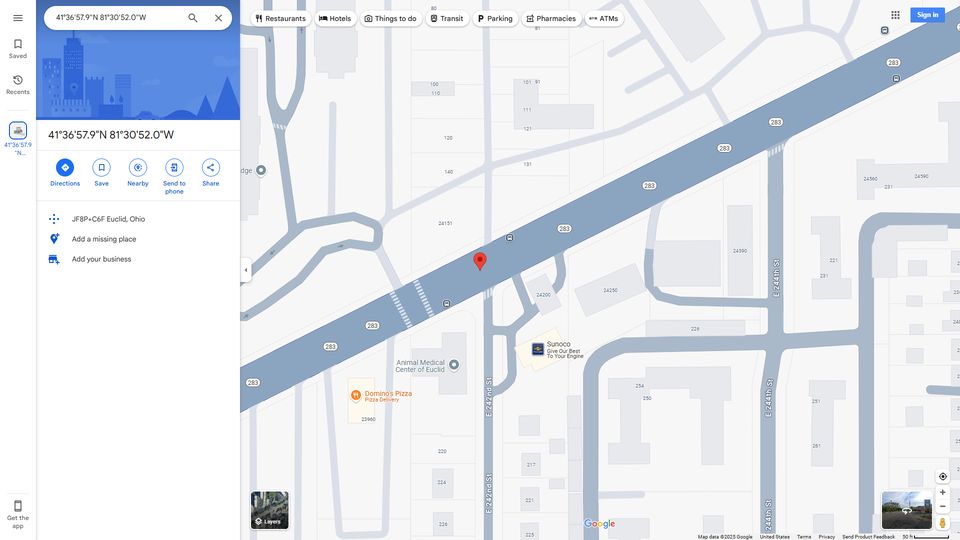 41°36'57.9"N 81°30'52.0"W
Restaurants
Hotels
Things to do
Transit
Parking
Pharmacies
ATMs
Sign in
Saved
Recents
41°36'57.9
"N...
41°36'57.9"N 81°30'52.0"W
Directions
Save
Nearby
Send to
phone
Share
JF8P+C6F Euclid, Ohio
Add a missing place
Add your business
Get the
app
80
81
100
110
101
91
111
120
121
131
140
dge
24151
283
283
283
283
283
283
283
283
24560
24590
221
231
24390
24200
24250
226
Sunoco
Give Our Best
To Your Engine
Animal Medical
Center of Euclid
Domino's Pizza
Pizza Delivery
23960
254
250
251
261
220
217
224
221
226
225
E 242nd St
E 242nd St
E 244th St
E 244th St
244th St
Layers
Google
Map data ©2025 Google
United States
Terms
Privacy
Send Product Feedback
50 ft